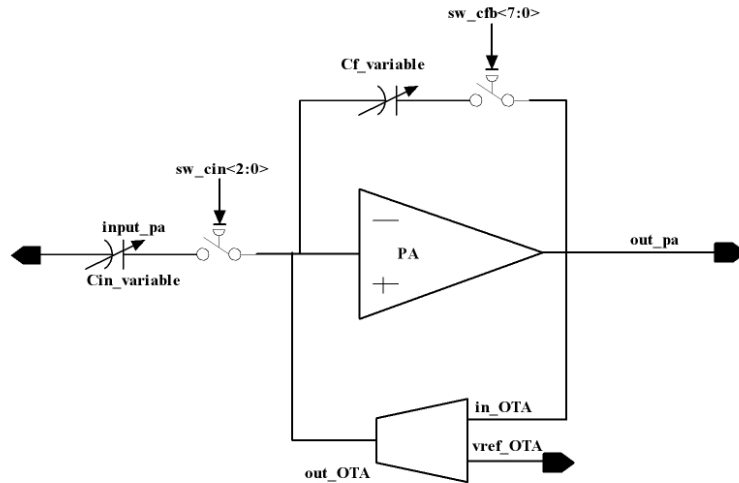 sw_cfb<7:0>
Cf_variable
sw_cin<2:0>
input_pa
Cin_variable
PA
out_pa
in_OTA
vref_OTA
out_OTA